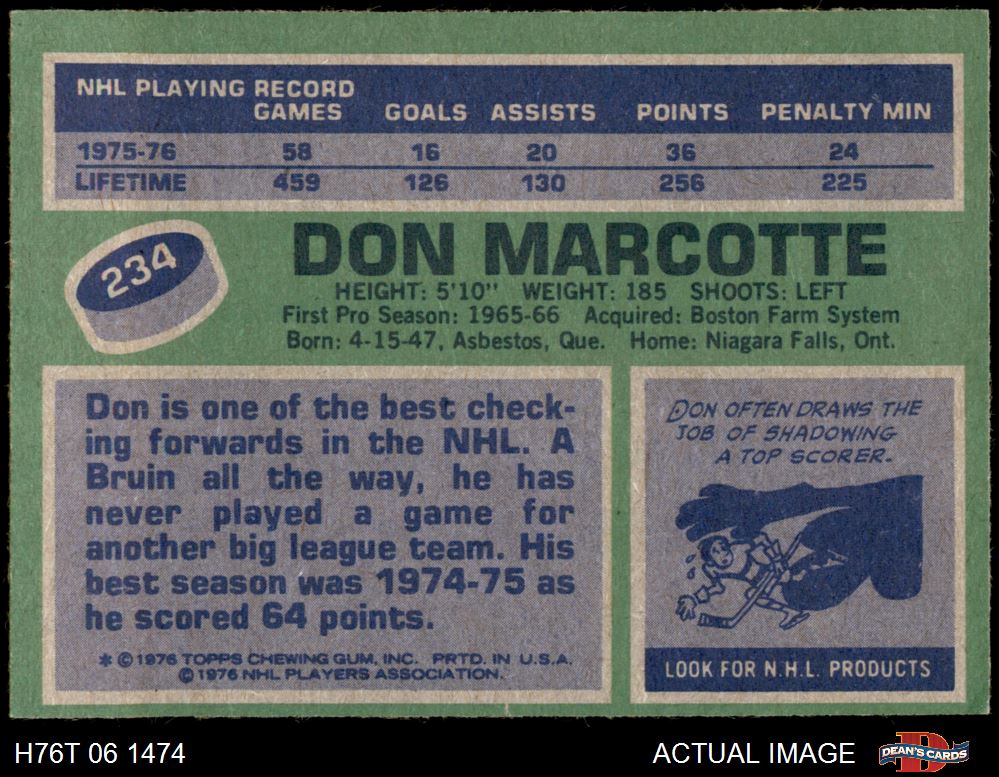 NHL PLAYING RECORD
GAMES GOALS ASSISTS POINTS PENALTY MIN
1975-76 58 16 20 36 24
LIFETIME 459 126 130 256 225
234
DON MARCOTTE
HEIGHT: 5'10" WEIGHT: 185 SHOOTS: LEFT
First Pro Season: 1965-66 Acquired: Boston Farm System
Born: 4-15-47, Asbestos, Que. Home: Niagara Falls, Ont.
Don is one of the best check-
ing forwards in the NHL. A
Bruin all the way, he has
never played a game for
another big league team. His
best season was 1974-75 as
he scored 64 points.
* © 1976 TOPPS CHEWING GUM, INC. PRTD. IN U.S.A.
© 1976 NHL PLAYERS ASSOCIATION.
DON OFTEN DRAWS THE
JOB OF SHADOWING
A TOP SCORER.
LOOK FOR N.H.L. PRODUCTS
H76T 06 1474
ACTUAL IMAGE
D
DEAN'S CARDS